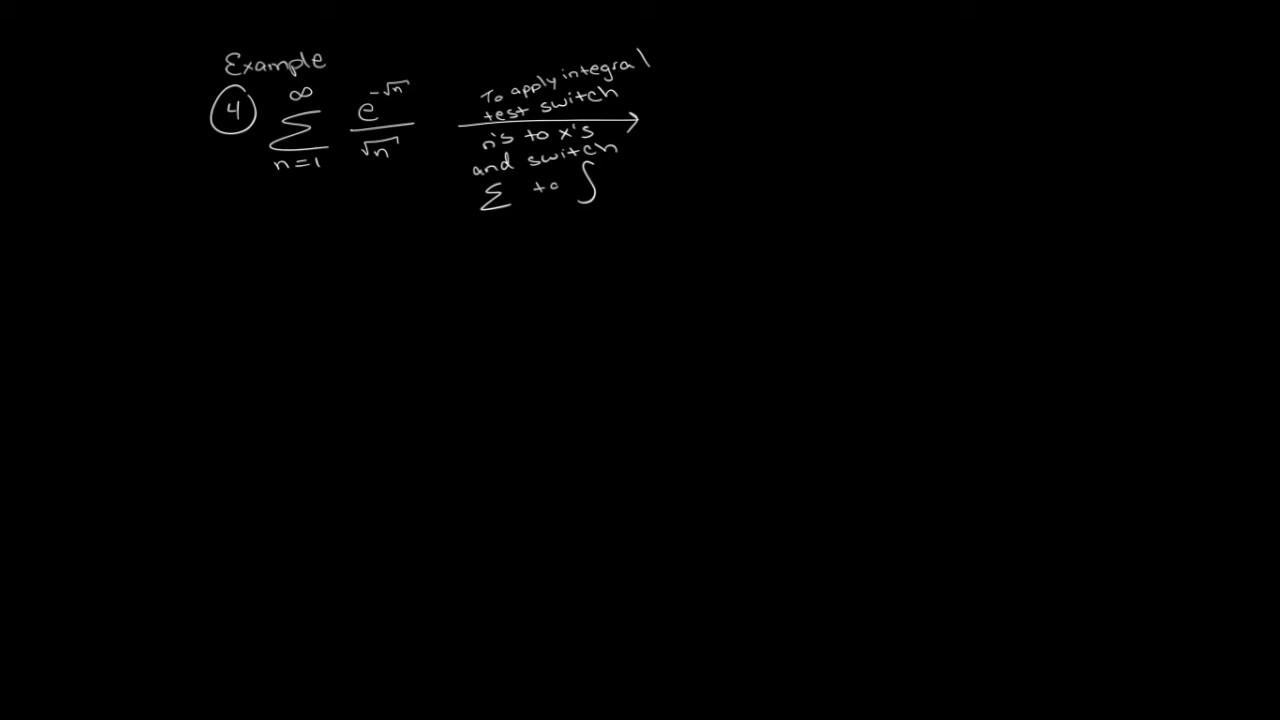 Example
④ ∞ Σ n=1 e^{-√n} / √n
To apply integral
test switch
n's to x's
and switch
Σ to ∫